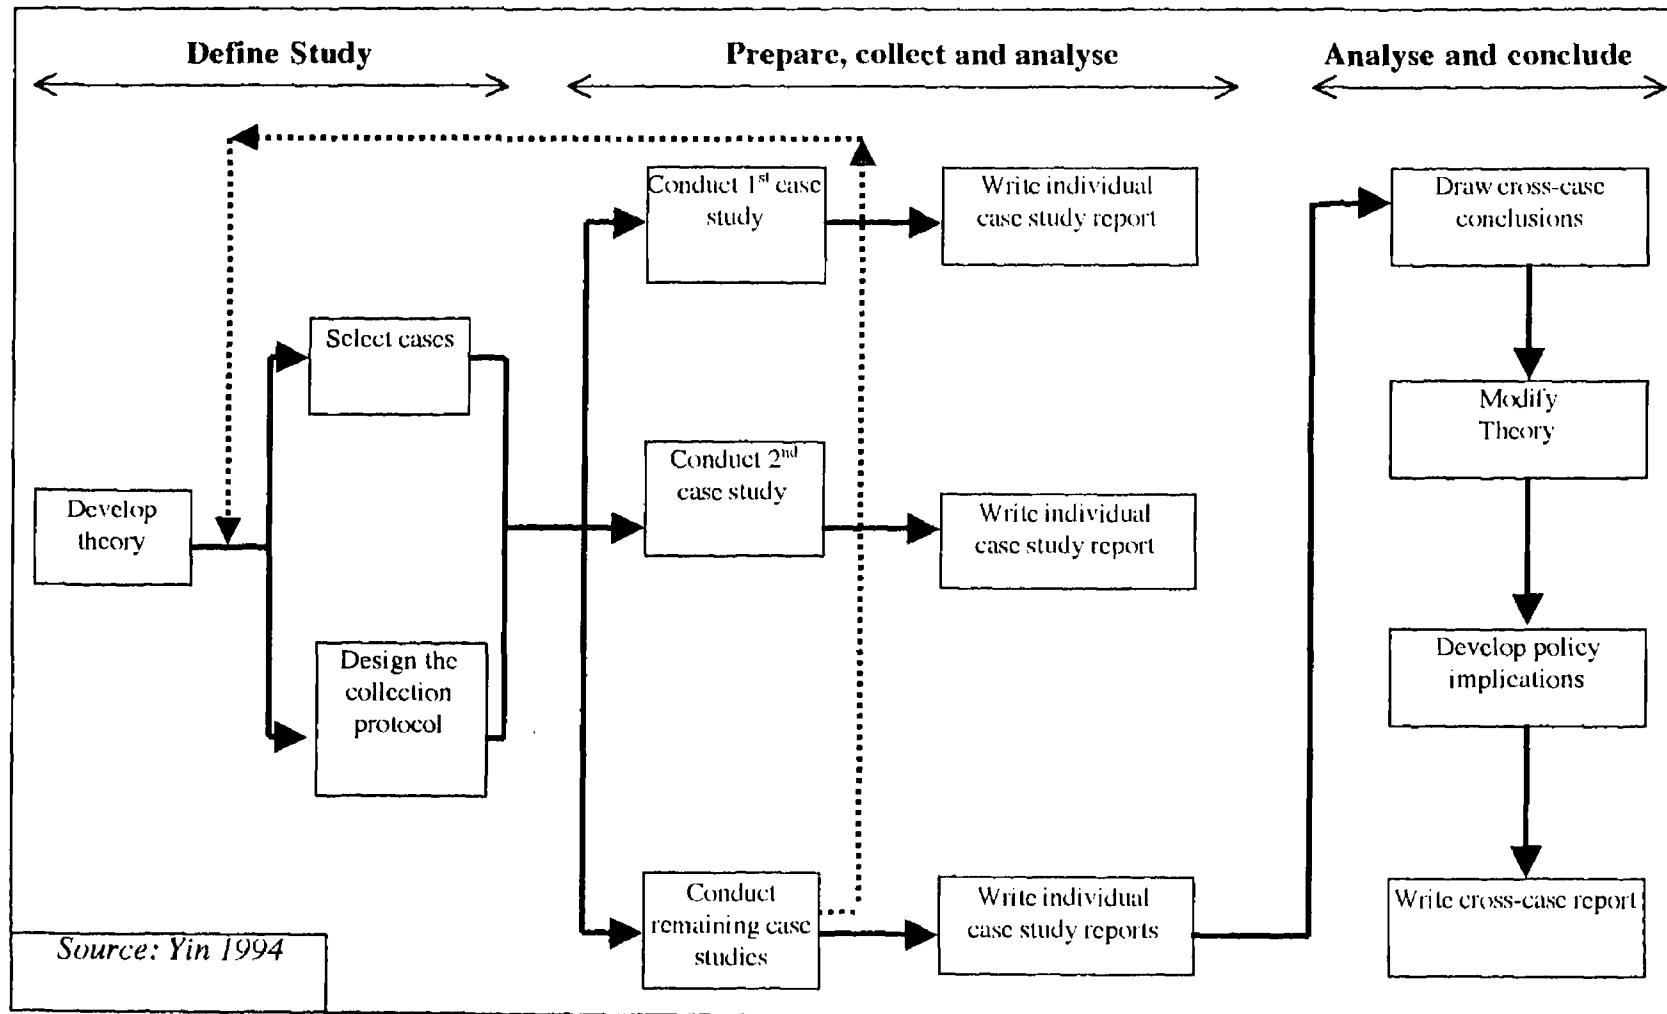 Define Study
Prepare, collect and analyse
Analyse and conclude
Develop
theory
Select cases
Design the
collection
protocol
Conduct 1st case
study
Write individual
case study report
Conduct 2nd
case study
Write individual
case study report
Conduct
remaining case
studies
Write individual
case study reports
Draw cross-case
conclusions
Modify
Theory
Develop policy
implications
Write cross-case report
Source: Yin 1994